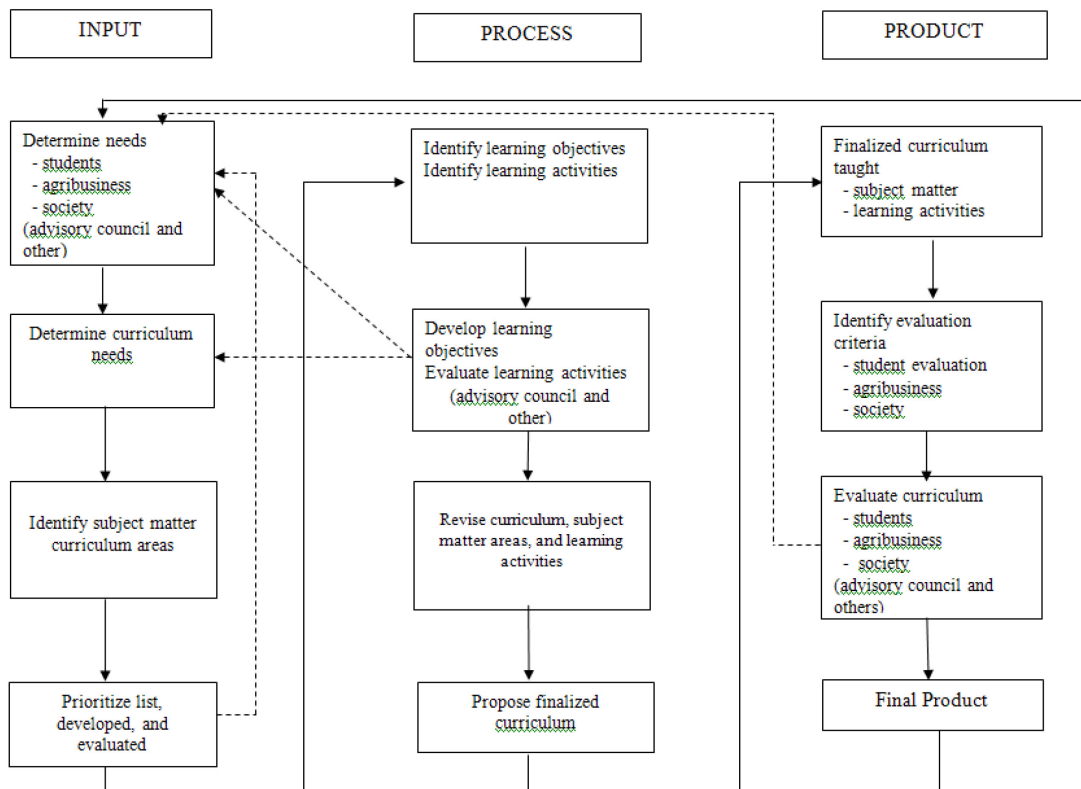 INPUT
PROCESS
PRODUCT
Determine needs
- students
- agribusiness
- society
(advisory council and
other)
Determine curriculum
needs
Identify subject matter
curriculum areas
Prioritize list,
developed, and
evaluated
Identify learning objectives
Identify learning activities
Develop learning
objectives
Evaluate learning activities
(advisory council and
other)
Revise curriculum, subject
matter areas, and learning
activities
Propose finalized
curriculum
Finalized curriculum
taught
- subject matter
- learning activities
Identify evaluation
criteria
- student evaluation
- agribusiness
- society
Evaluate curriculum
- students
- agribusiness
- society
(advisory council and
others)
Final Product